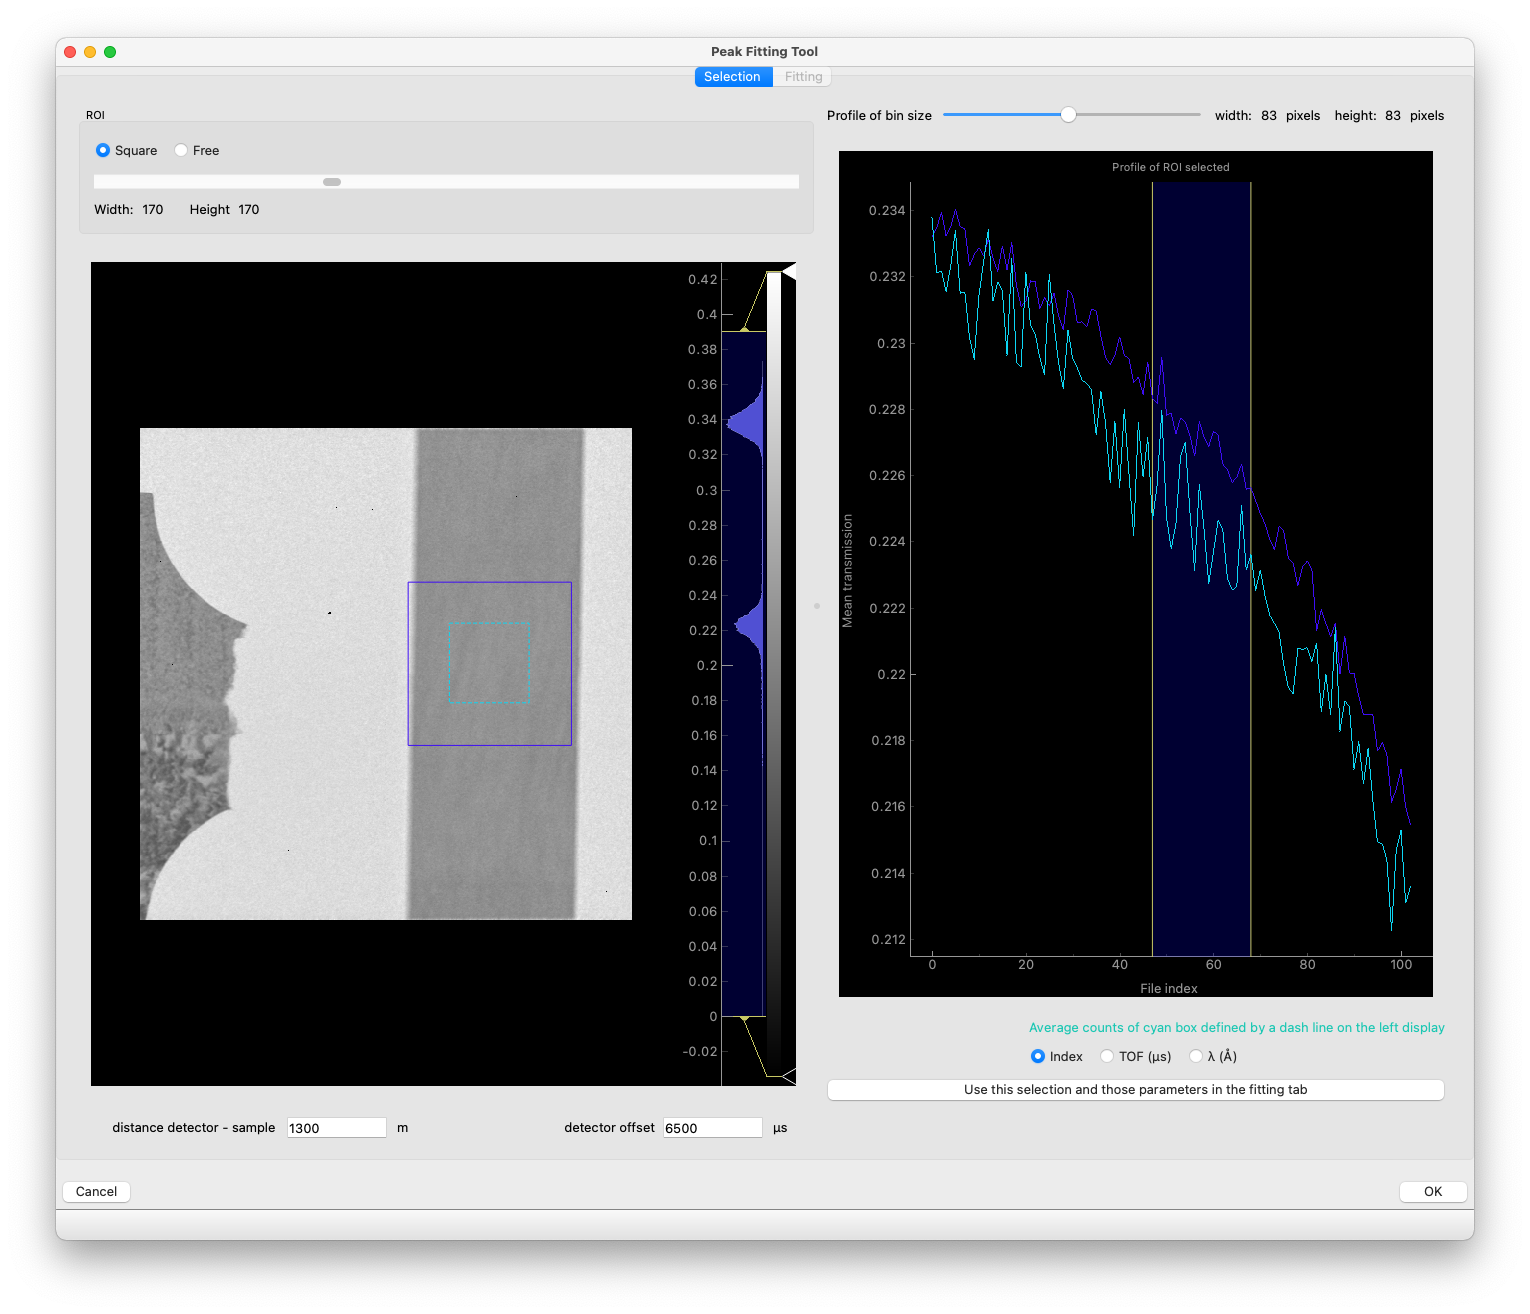 Peak Fitting Tool
Selection Fitting
ROI
Square Free
Width: 170 Height 170
Profile of bin size width: 83 pixels height: 83 pixels
0.42
0.4
0.38
0.36
0.34
0.32
0.3
0.28
0.26
0.24
0.22
0.2
0.18
0.16
0.14
0.12
0.1
0.08
0.06
0.04
0.02
0
-0.02
distance detector - sample 1300 m detector offset 6500 µs
Profile of ROI selected
0.234
0.232
0.23
0.228
0.226
0.224
0.222
0.22
0.218
0.216
0.214
0.212
Mean transmission
0 20 40 60 80 100
File index
Average counts of cyan box defined by a dash line on the left display
Index TOF (µs) λ (Å)
Use this selection and those parameters in the fitting tab
Cancel OK